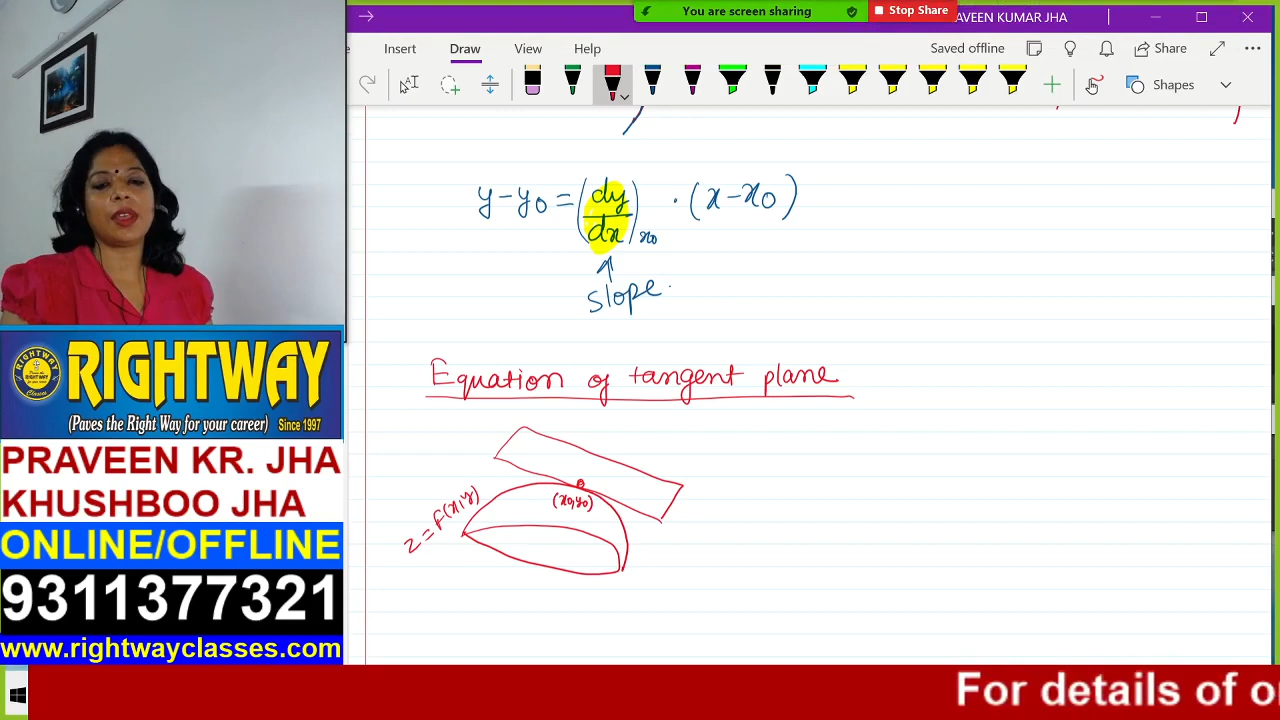 You are screen sharing
Stop Share
AVEEN KUMAR JHA
Insert Draw View Help Saved offline Share
Shapes
y-y₀ = (dy/dx)x₀ · (x-x₀)
slope
Equation of tangent plane
(x₀,y₀)
z = f(x,y)
RIGHTWAY
RIGHTWAY
Classes
(Paves the Right Way for your career) Since 1997
PRAVEEN KR. JHA
KHUSHBOO JHA
ONLINE/OFFLINE
9311377321
www.rightwayclasses.com
For details of o